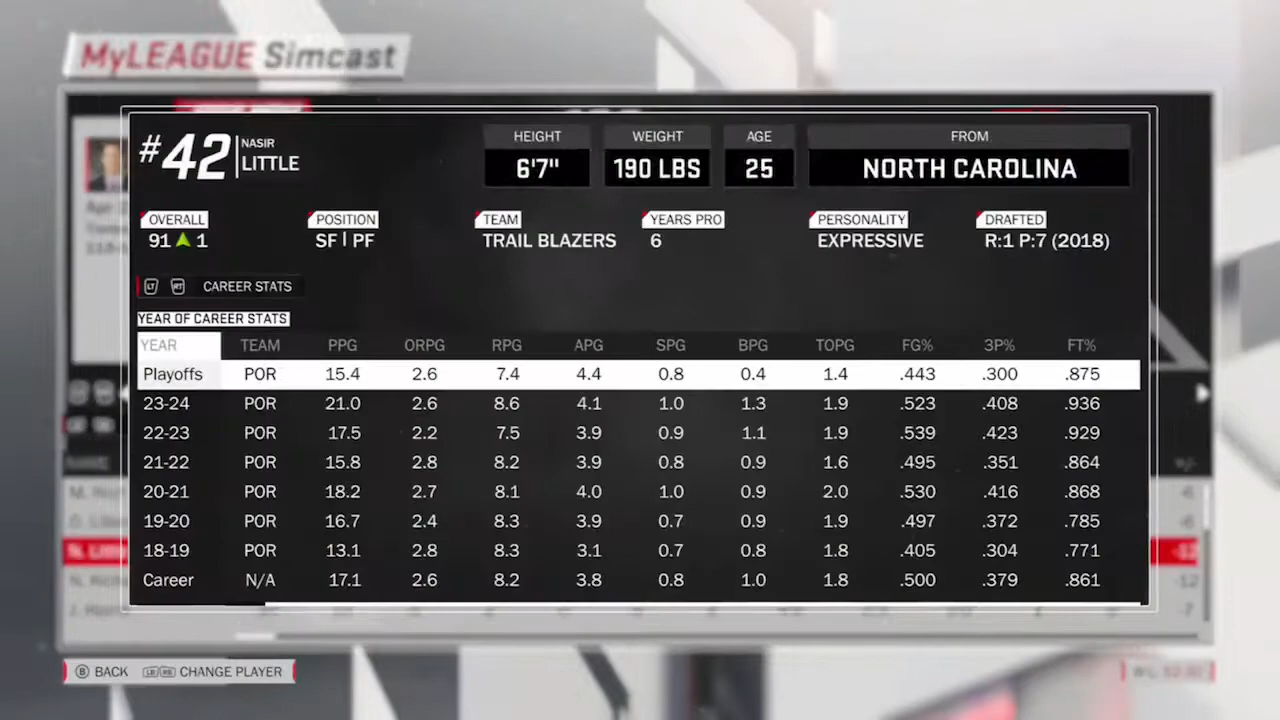 MyLEAGUE Simcast
#42 NASIR LITTLE
HEIGHT WEIGHT AGE FROM
6'7" 190 LBS 25 NORTH CAROLINA
OVERALL POSITION TEAM YEARS PRO PERSONALITY DRAFTED
91 1 SF | PF TRAIL BLAZERS 6 EXPRESSIVE R:1 P:7 (2018)
LT RT CAREER STATS
YEAR OF CAREER STATS
YEAR TEAM PPG ORPG RPG APG SPG BPG TOPG FG% 3P% FT%
Playoffs POR 15.4 2.6 7.4 4.4 0.8 0.4 1.4 .443 .300 .875
23-24 POR 21.0 2.6 8.6 4.1 1.0 1.3 1.9 .523 .408 .936
22-23 POR 17.5 2.2 7.5 3.9 0.9 1.1 1.9 .539 .423 .929
21-22 POR 15.8 2.8 8.2 3.9 0.8 0.9 1.6 .495 .351 .864
20-21 POR 18.2 2.7 8.1 4.0 1.0 0.9 2.0 .530 .416 .868
19-20 POR 16.7 2.4 8.3 3.9 0.7 0.9 1.9 .497 .372 .785
18-19 POR 13.1 2.8 8.3 3.1 0.7 0.8 1.8 .405 .304 .771
Career N/A 17.1 2.6 8.2 3.8 0.8 1.0 1.8 .500 .379 .861
B BACK LB RB CHANGE PLAYER